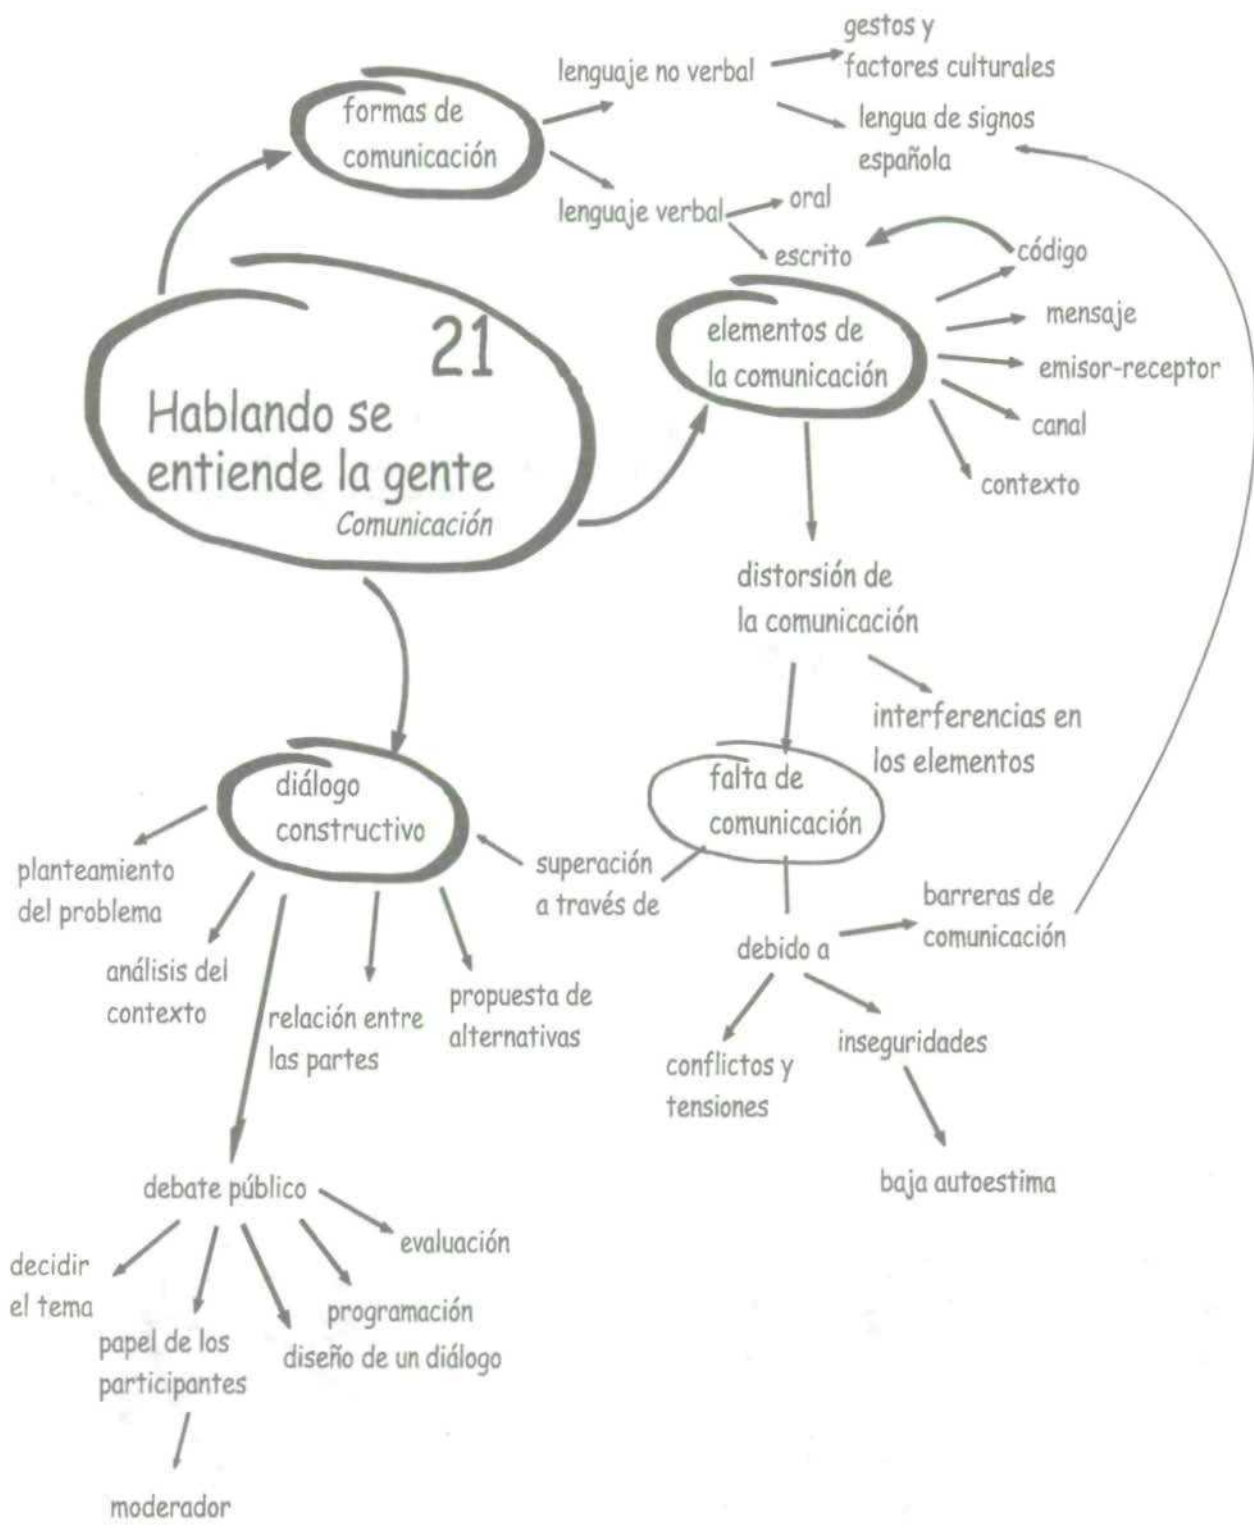 gestos y
factores culturales
lenguaje no verbal
formas de
comunicación
lengua de signos
española
lenguaje verbal
oral
escrito
código
21
Hablando se
entiende la gente
Comunicación
elementos de
la comunicación
mensaje
emisor-receptor
canal
contexto
distorsión de
la comunicación
interferencias en
los elementos
falta de
comunicación
diálogo
constructivo
superación
a través de
planteamiento
del problema
análisis del
contexto
relación entre
las partes
propuesta de
alternativas
debido a
barreras de
comunicación
inseguridades
conflictos y
tensiones
baja autoestima
debate público
evaluación
decidir
el tema
programación
papel de los
participantes
diseño de un diálogo
moderador